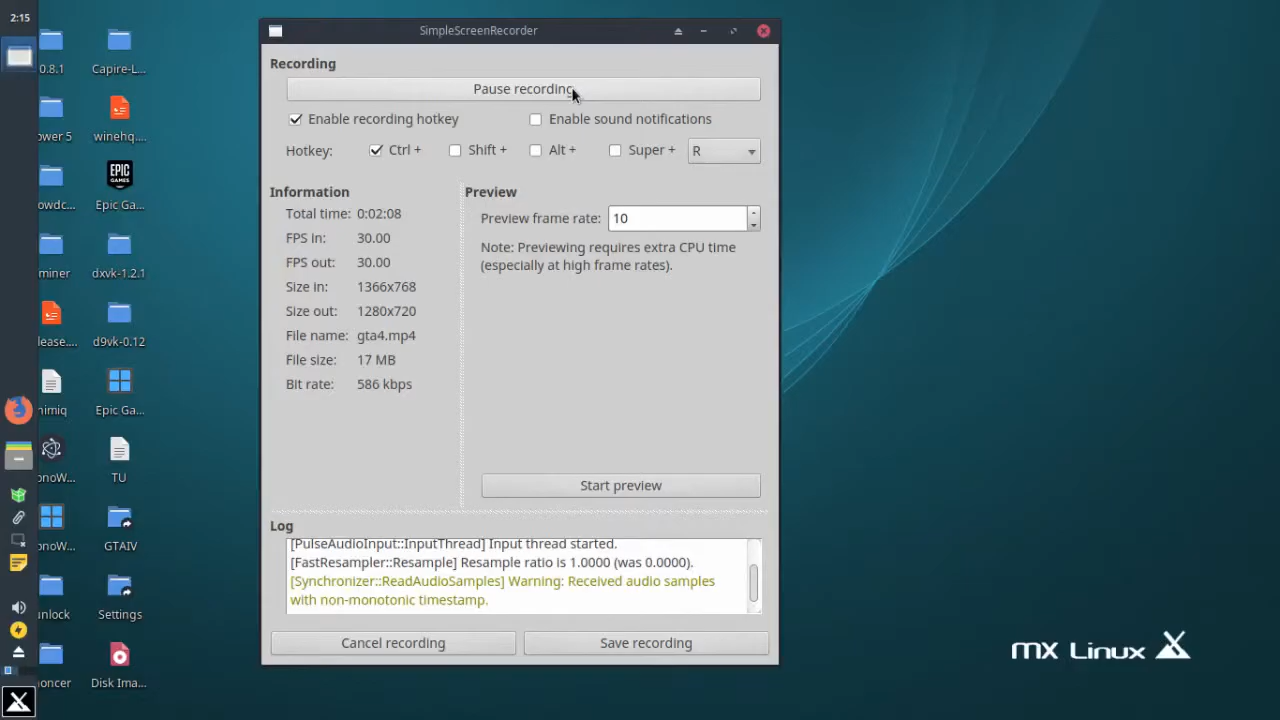 2:15
SimpleScreenRecorder
Recording
Pause recording
Enable recording hotkey
Enable sound notifications
Hotkey:
Ctrl +
Shift +
Alt +
Super +
R
Information
Total time: 0:02:08
FPS in: 30.00
FPS out: 30.00
Size in: 1366x768
Size out: 1280x720
File name: gta4.mp4
File size: 17 MB
Bit rate: 586 kbps
Preview
Preview frame rate: 10
Note: Previewing requires extra CPU time
(especially at high frame rates).
Start preview
Log
[PulseAudioInput::InputThread] Input thread started.
[FastResampler::Resample] Resample ratio is 1.0000 (was 0.0000).
[Synchronizer::ReadAudioSamples] Warning: Received audio samples
with non-monotonic timestamp.
Cancel recording
Save recording
0.8.1
Capire-L...
ower 5
winehq....
EPIC
GAMES
owdc...
Epic Ga...
miner
dxvk-1.2.1
lease....
d9vk-0.12
nimiq
Epic Ga...
onoW...
TU
onoW...
GTAIV
unlock
Settings
noncer
Disk Ima...
MX Linux